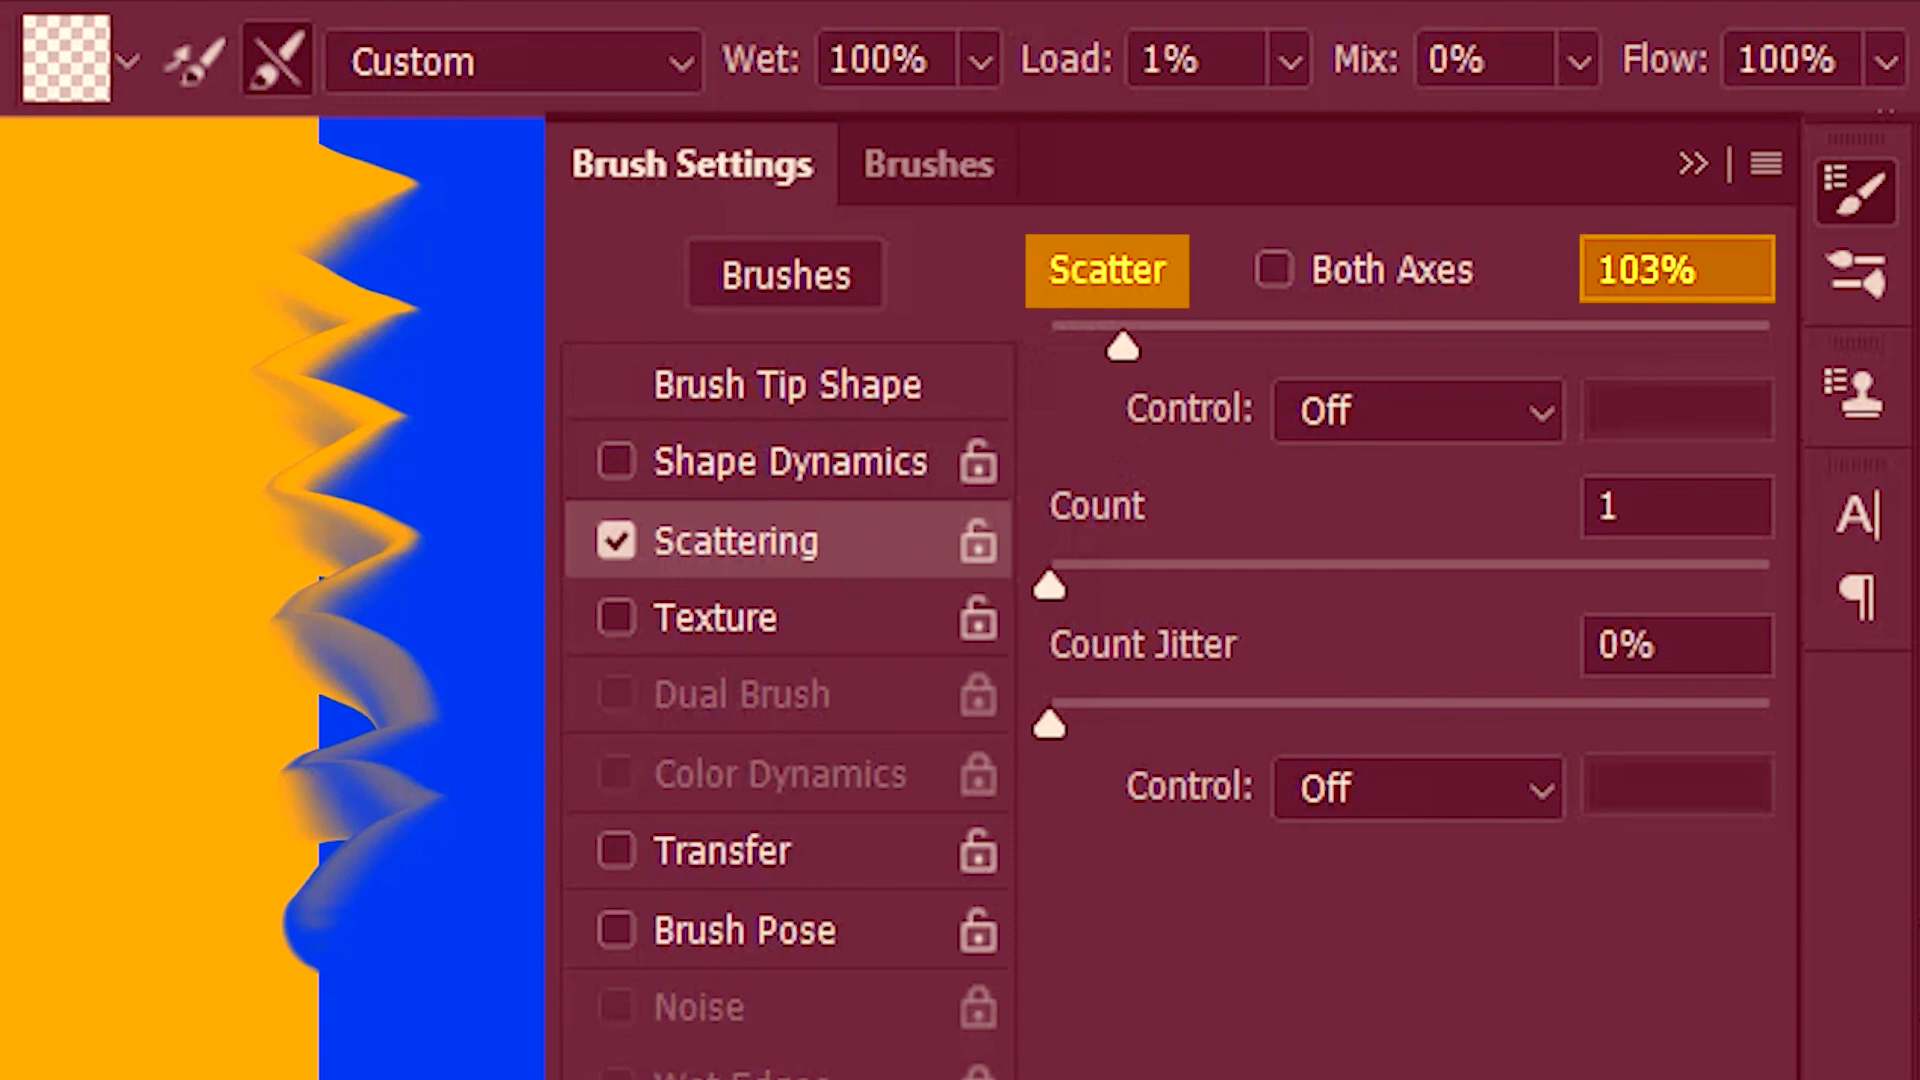 Custom Wet: 100% Load: 1% Mix: 0% Flow: 100%
Brush Settings Brushes
Brushes
Scatter Both Axes 103%
Brush Tip Shape
Control: Off
Shape Dynamics
Count 1
Scattering
Texture
Count Jitter 0%
Dual Brush
Color Dynamics
Control: Off
Transfer
Brush Pose
Noise